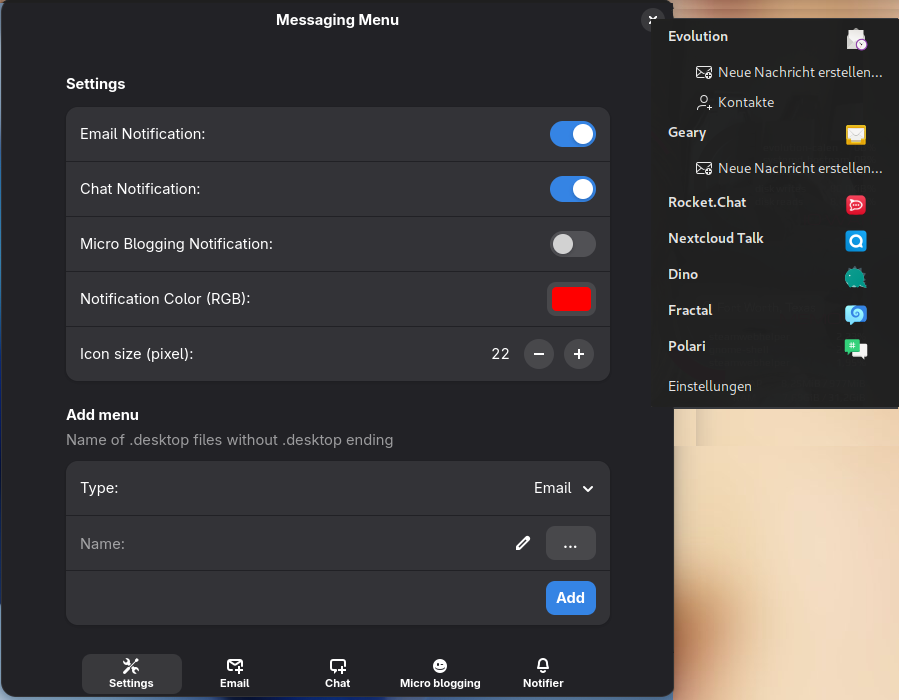 Messaging Menu
Settings
Email Notification:
Chat Notification:
Micro Blogging Notification:
Notification Color (RGB):
Icon size (pixel): 22
Add menu
Name of .desktop files without .desktop ending
Type: Email
Name: ...
Add
Settings Email Chat Micro blogging Notifier
Evolution
Neue Nachricht erstellen...
Kontakte
Geary
Neue Nachricht erstellen...
Rocket.Chat
Nextcloud Talk
Dino
Fractal
Polari
Einstellungen